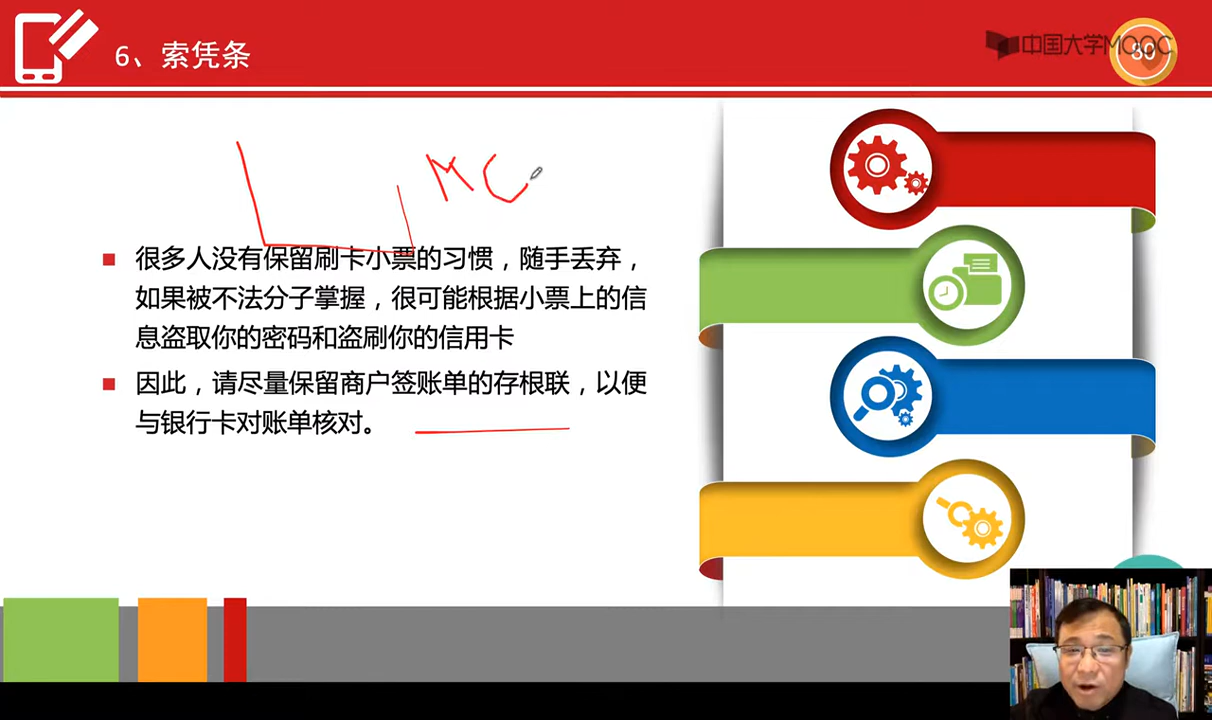 6、索凭条
中国大学MOOC
MC
很多人没有保留刷卡小票的习惯，随手丢弃，
如果被不法分子掌握，很可能根据小票上的信
息盗取你的密码和盗刷你的信用卡
因此，请尽量保留商户签账单的存根联，以便
与银行卡对账单核对。